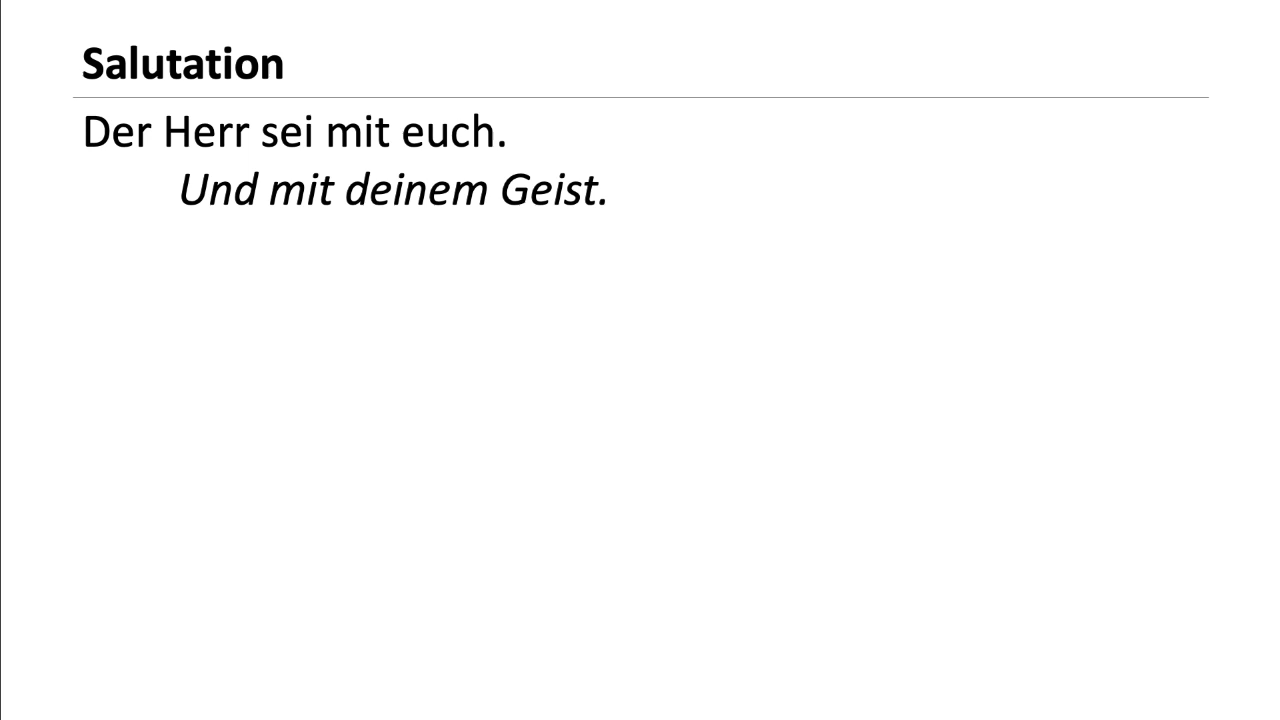 Salutation
Der Herr sei mit euch.
Und mit deinem Geist.